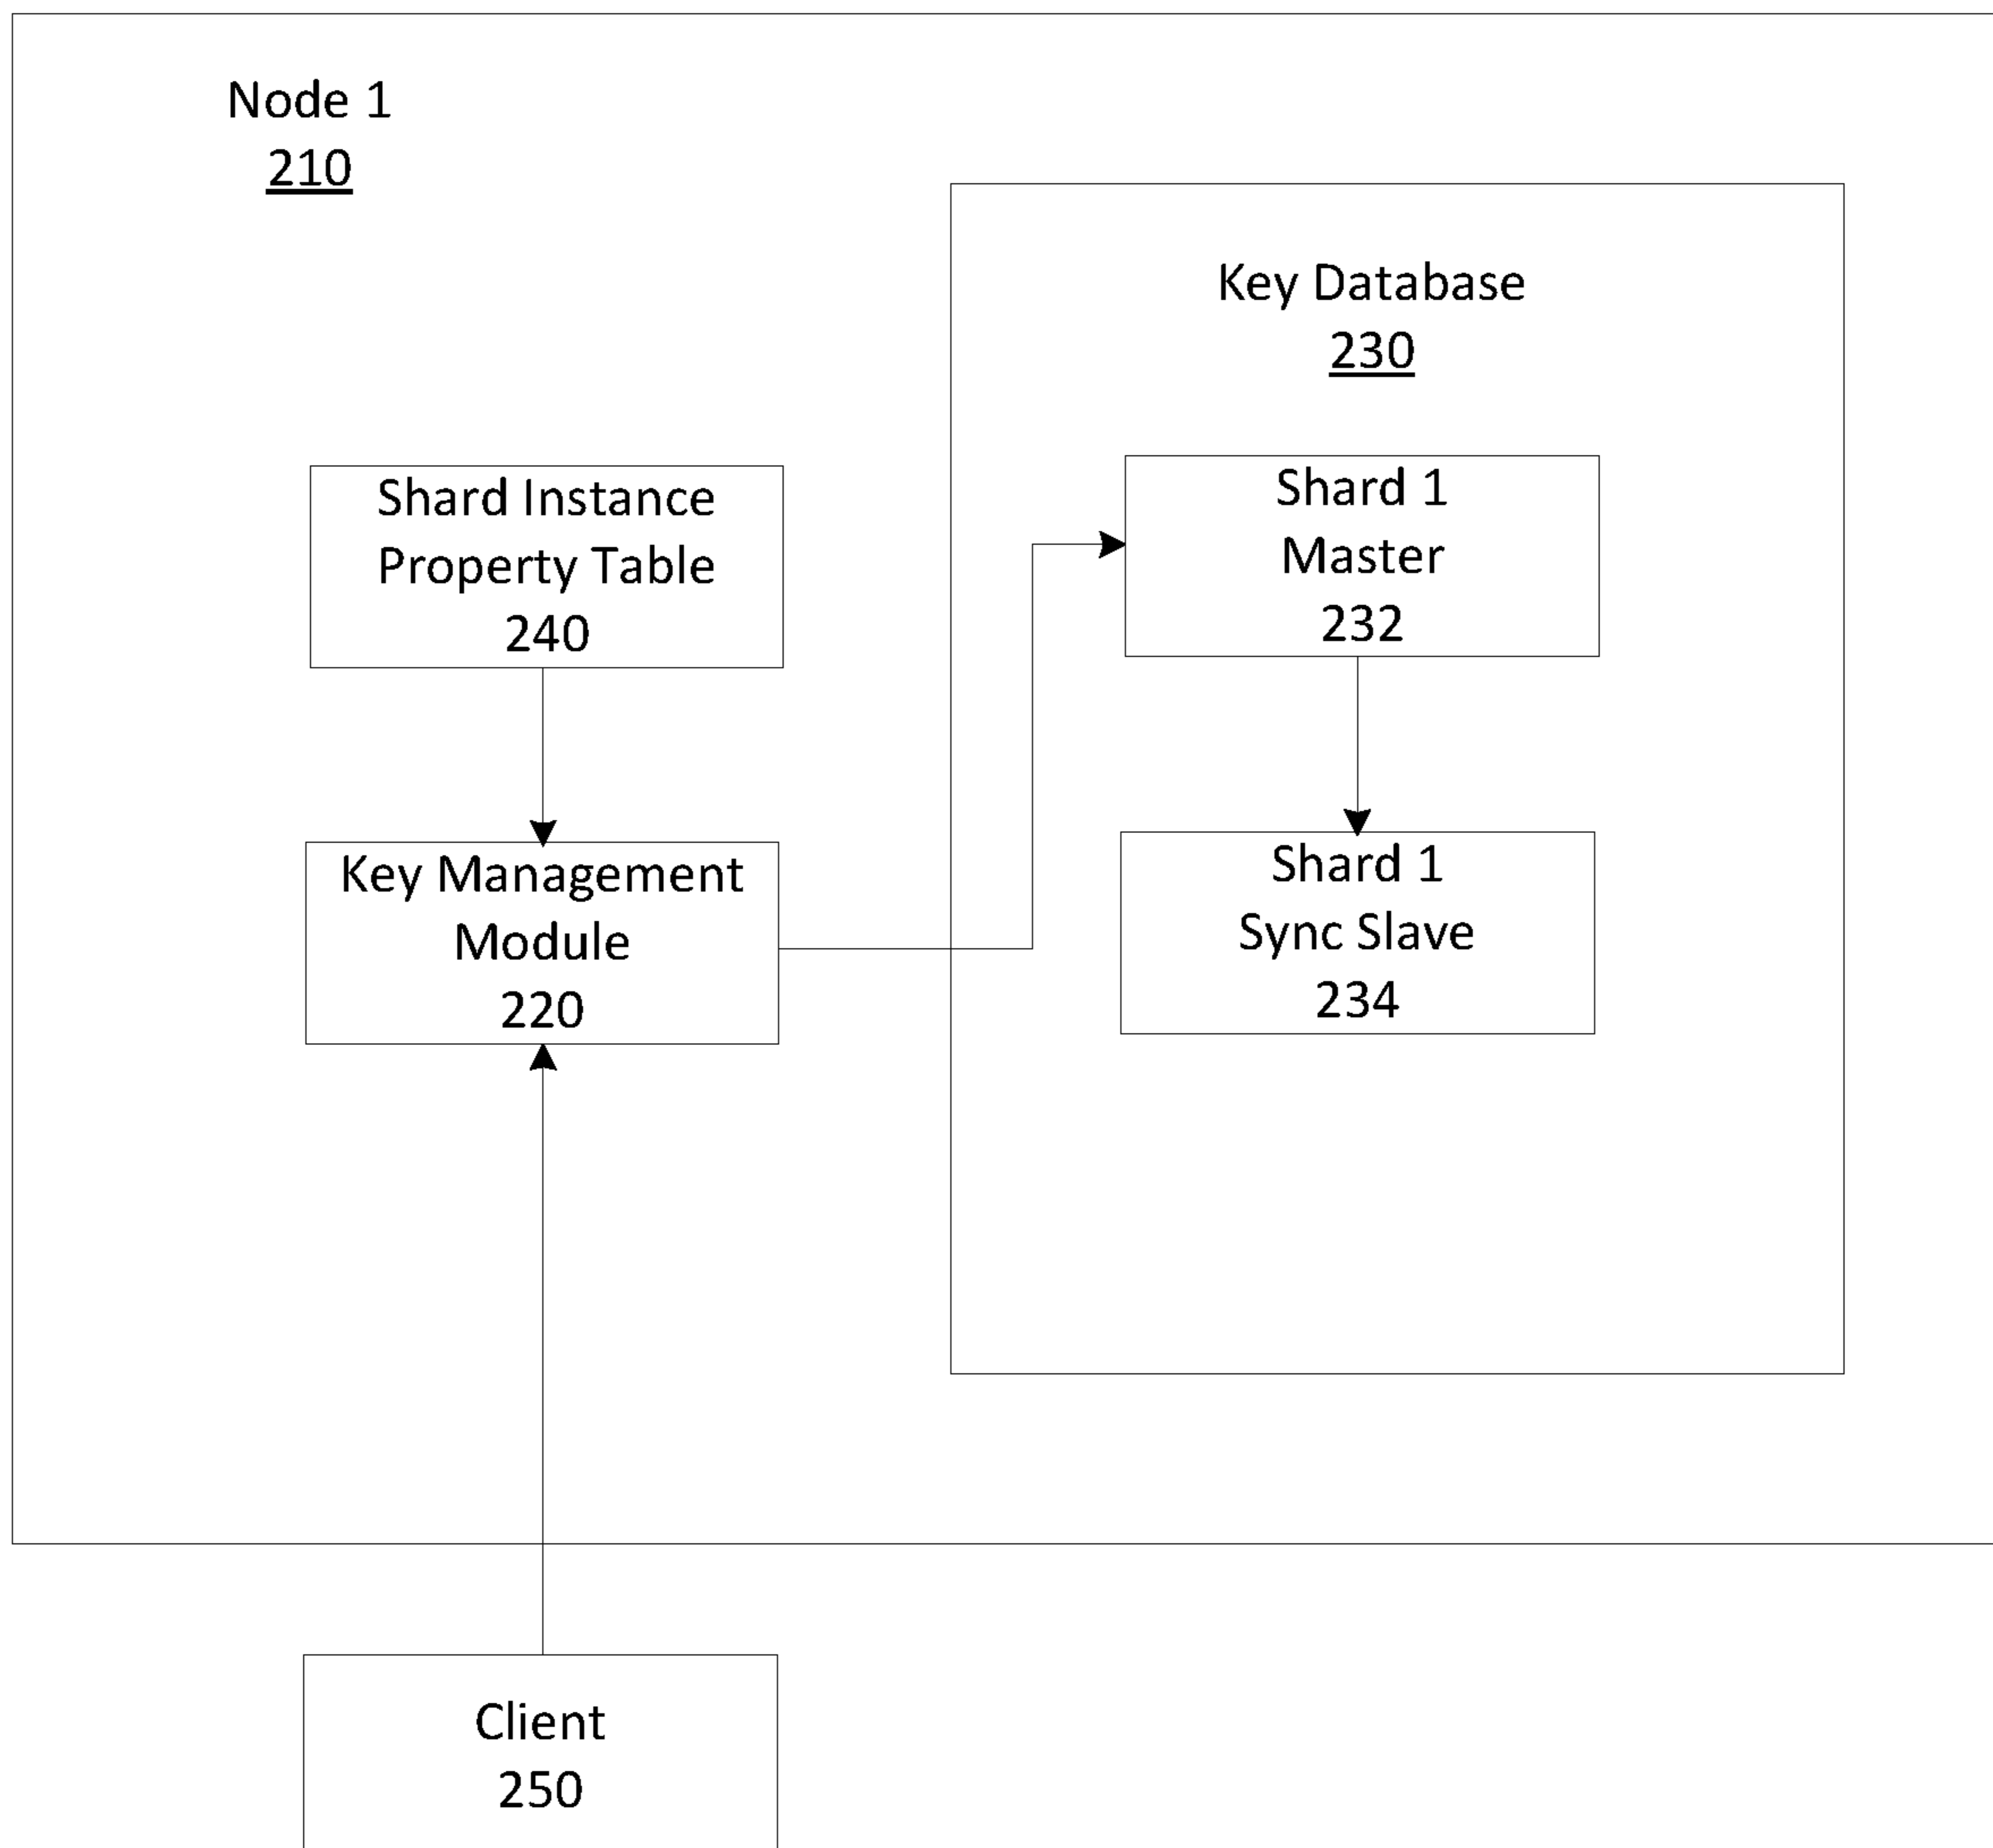 Node 1
210
Key Database
230
Shard Instance
Property Table
240
Shard 1
Master
232
Key Management
Module
220
Shard 1
Sync Slave
234
Client
250